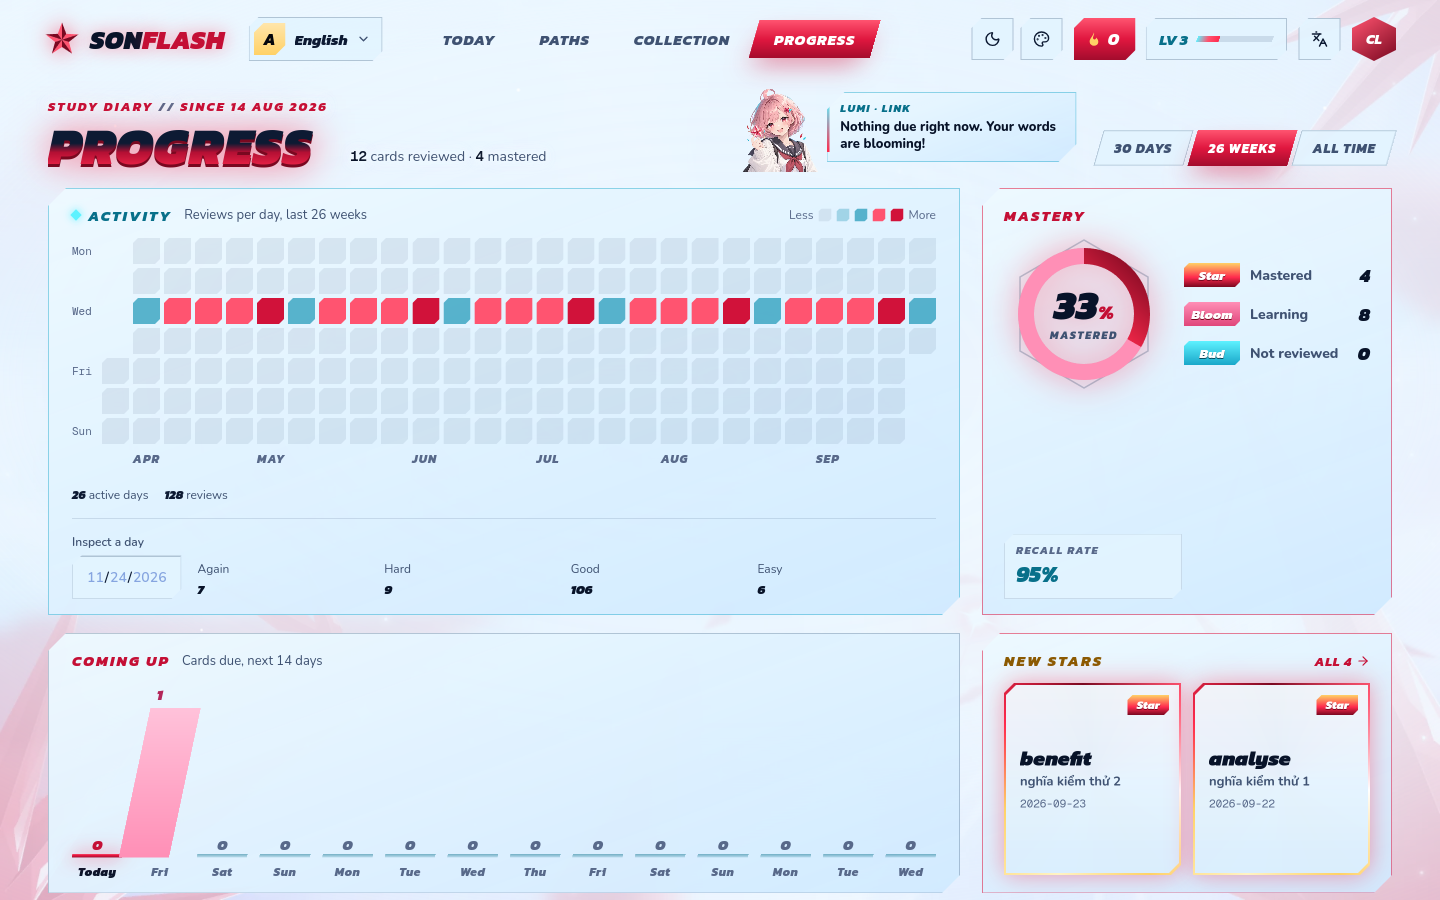 SONFLASH
A English
TODAY
PATHS
COLLECTION
PROGRESS
0
LV 3
CL
STUDY DIARY // SINCE 14 AUG 2026
PROGRESS
12 cards reviewed · 4 mastered
LUMI · LINK
Nothing due right now. Your words
are blooming!
30 DAYS
26 WEEKS
ALL TIME
ACTIVITY
Reviews per day, last 26 weeks
Less
More
Mon
Wed
Fri
Sun
APR
MAY
JUN
JUL
AUG
SEP
26 active days
128 reviews
Inspect a day
11/24/2026
Again
7
Hard
9
Good
106
Easy
6
MASTERY
33%
MASTERED
Star Mastered 4
Bloom Learning 8
Bud Not reviewed 0
RECALL RATE
95%
COMING UP
Cards due, next 14 days
0
1
0
0
0
0
0
0
0
0
0
0
0
0
Today
Fri
Sat
Sun
Mon
Tue
Wed
Thu
Fri
Sat
Sun
Mon
Tue
Wed
NEW STARS
ALL 4
Star
benefit
nghĩa kiểm thử 2
2026-09-23
Star
analyse
nghĩa kiểm thử 1
2026-09-22